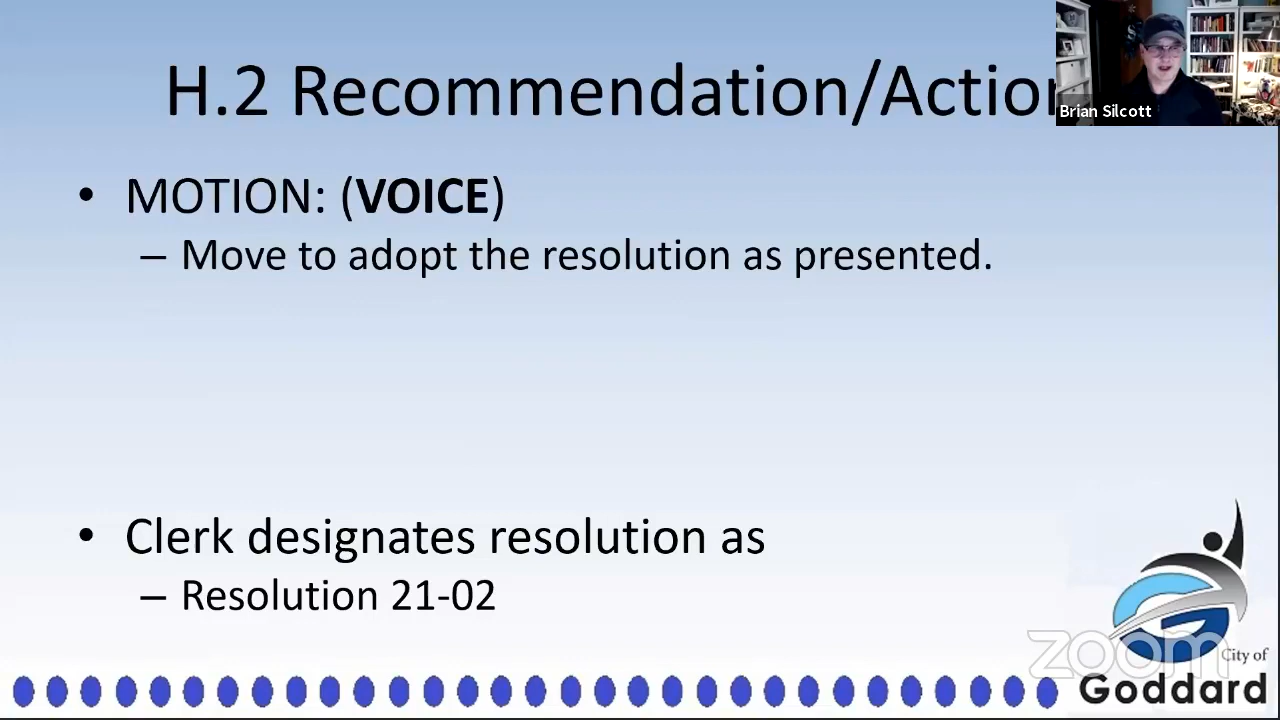 H.2 Recommendation/Action
Brian Silcott
• MOTION: (VOICE)
– Move to adopt the resolution as presented.
• Clerk designates resolution as
– Resolution 21-02
zoom
City of
Goddard